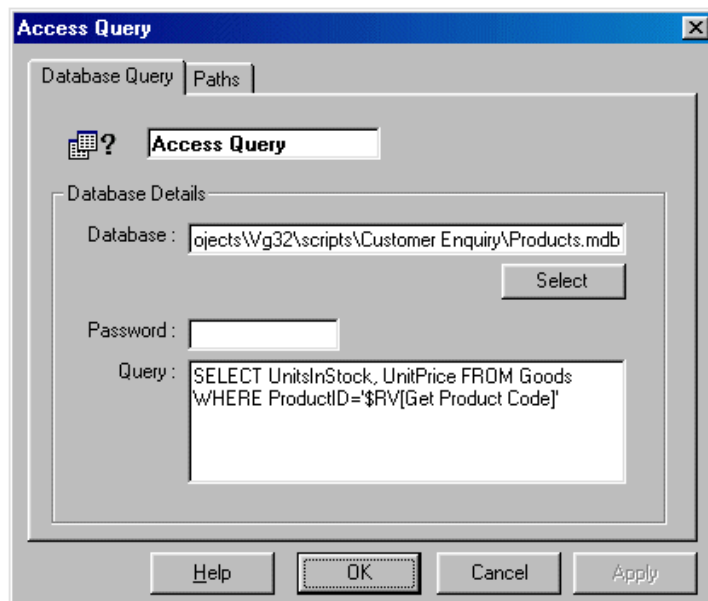 Access Query
Database Query
Paths
?
Access Query
Database Details
Database :
ojects\Vg32\scripts\Customer Enquiry\Products.mdb
Select
Password :
Query :
SELECT UnitsInStock, UnitPrice FROM Goods
WHERE ProductID='$RV[Get Product Code]'
Help
OK
Cancel
Apply